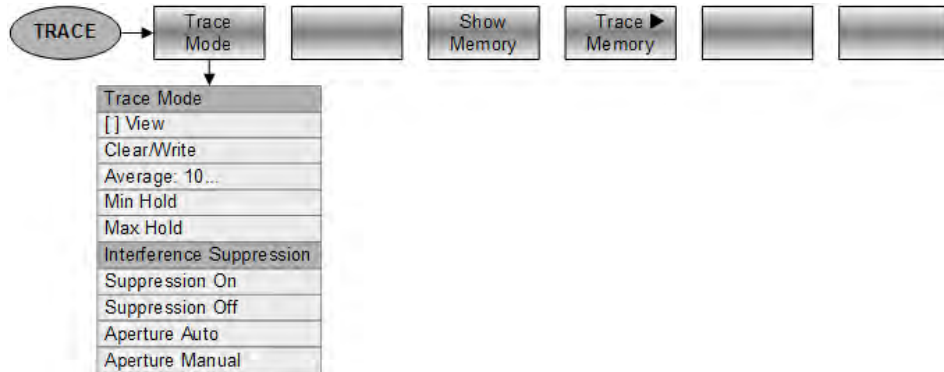 TRACE
Trace
Mode
Show
Memory
Trace ▶
Memory
Trace Mode
[ ] View
Clear/Write
Average: 10...
Min Hold
Max Hold
Interference Suppression
Suppression On
Suppression Off
Aperture Auto
Aperture Manual